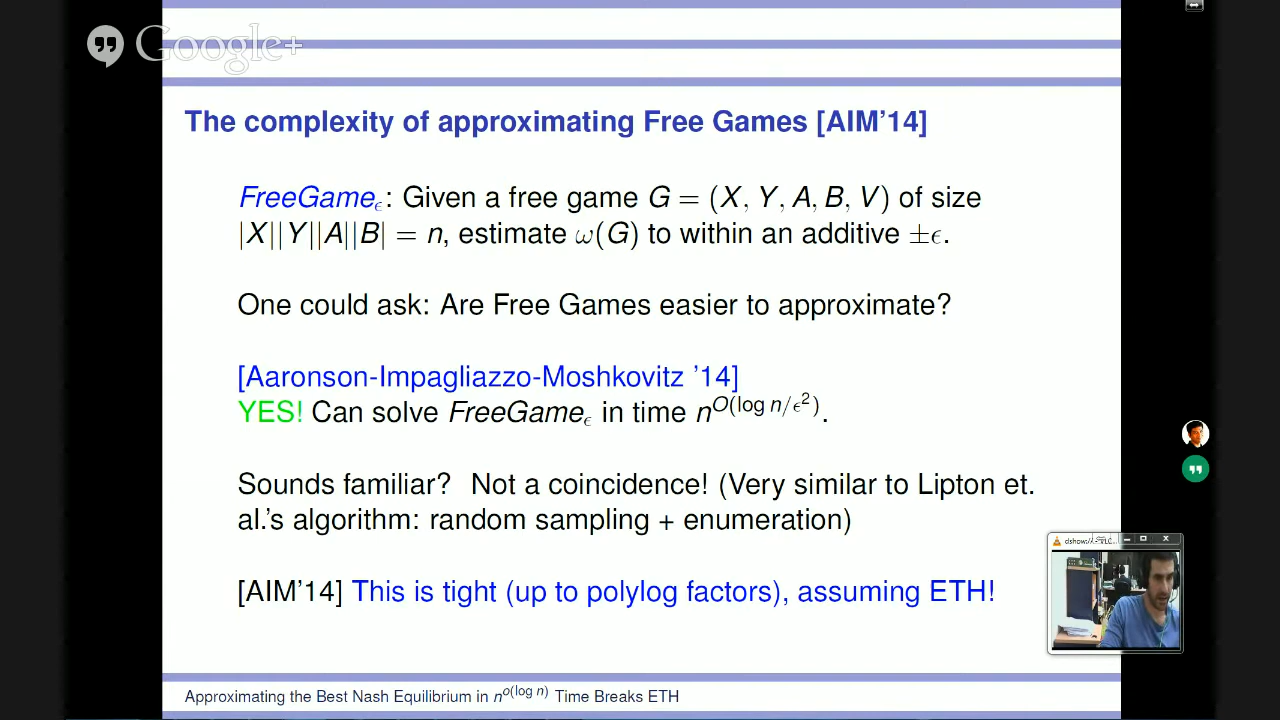 Google+
The complexity of approximating Free Games [AIM'14]
FreeGameϵ: Given a free game G = (X, Y, A, B, V) of size
|X||Y||A||B| = n, estimate ω(G) to within an additive ±ϵ.
One could ask: Are Free Games easier to approximate?
[Aaronson-Impagliazzo-Moshkovitz '14]
YES! Can solve FreeGameϵ in time n^O(log n/ϵ²).
Sounds familiar? Not a coincidence! (Very similar to Lipton et.
al.'s algorithm: random sampling + enumeration)
[AIM'14] This is tight (up to polylog factors), assuming ETH!
Approximating the Best Nash Equilibrium in n^o(log n) Time Breaks ETH